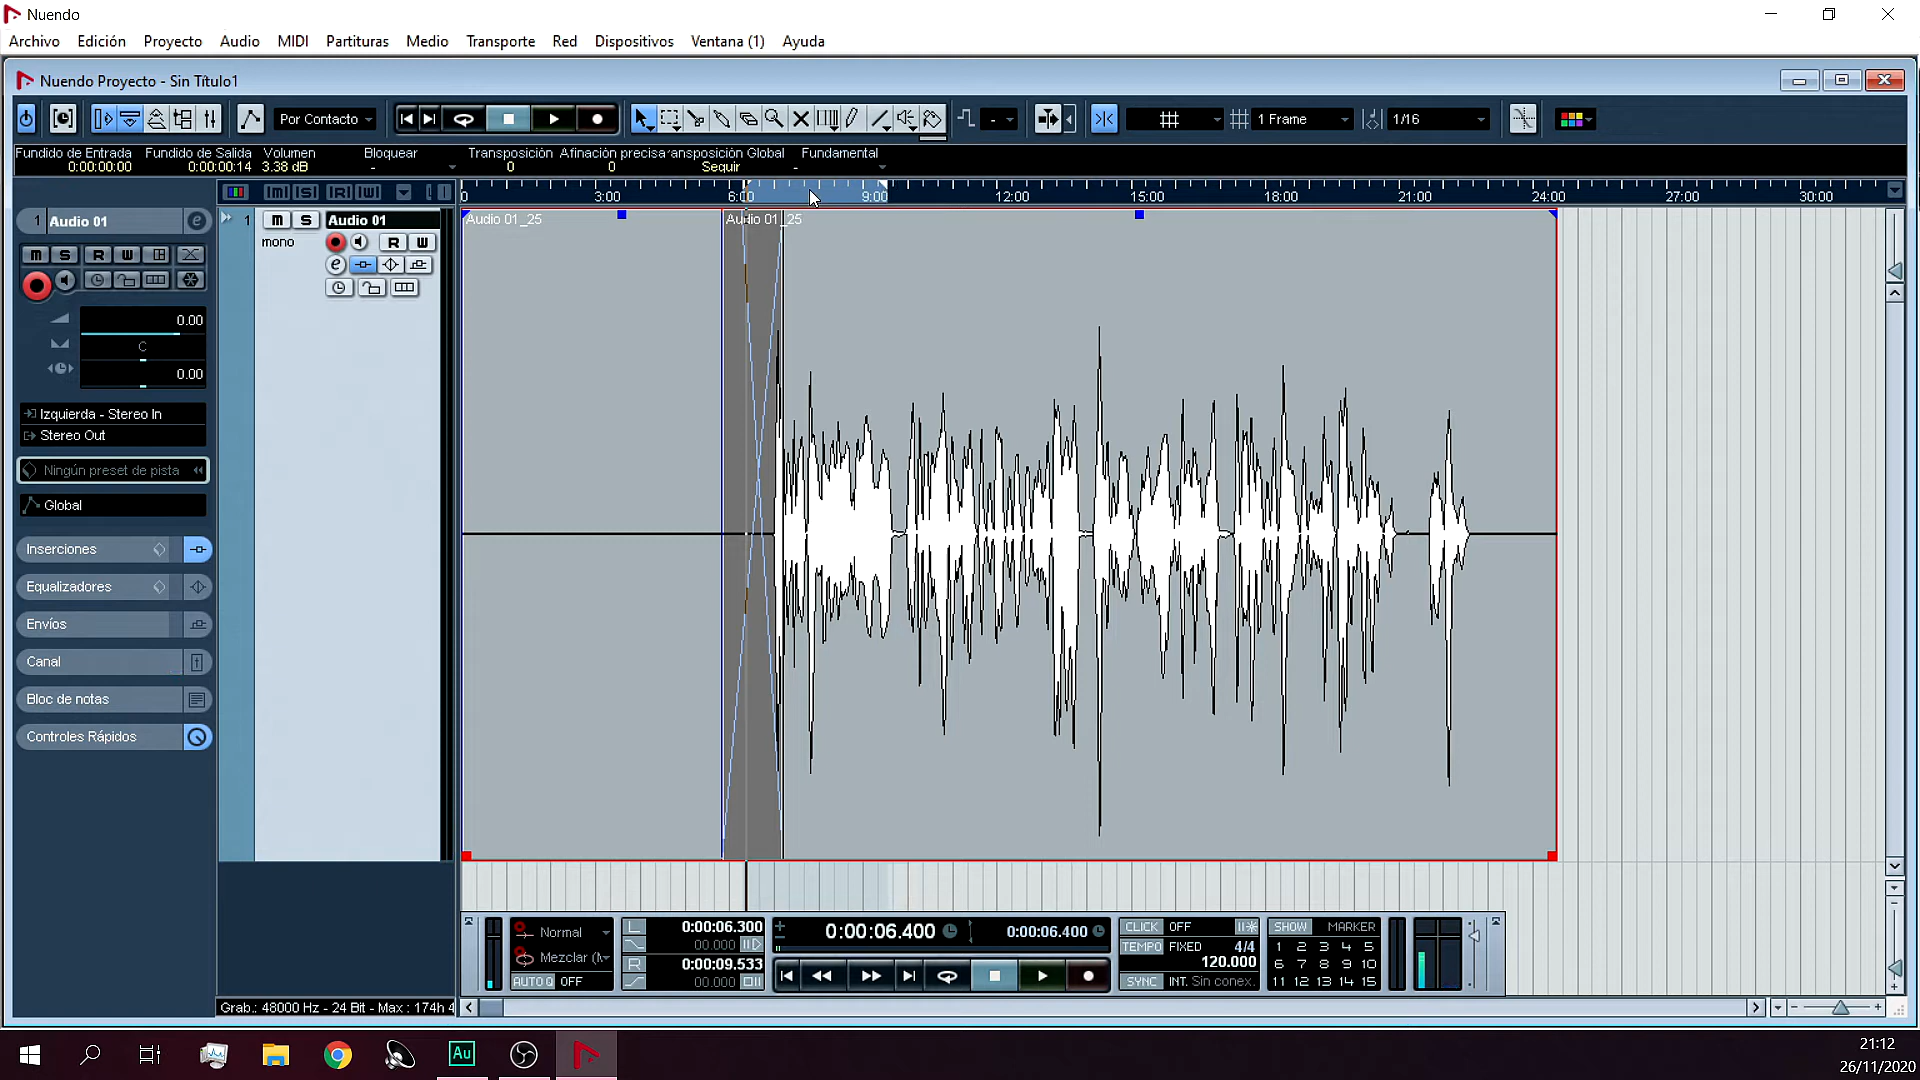 Nuendo
Archivo Edición Proyecto Audio MIDI Partituras Medio Transporte Red Dispositivos Ventana (1) Ayuda
Nuendo Proyecto - Sin Título1
Por Contacto - 1 Frame 1/16
Fundido de Entrada Fundido de Salida Volumen Bloquear Transposición Afinación precisa ransposición Global Fundamental
0:00:00:00 0:00:00:14 3.38 dB - 0 0 Seguir -
[M] [S] [R] [W] 0 3:00 6:00 9:00 12:00 15:00 18:00 21:00 24:00 27:00 30:00
1 Audio 01 e
1 M S Audio 01
Audio 01_25 Audio 01_25
mono R W
M S R W
e
0.00
C
0.00
Izquierda - Stereo In
Stereo Out
Ningún preset de pista
Global
Inserciones
Equalizadores
Envíos
Canal
Bloc de notas
Controles Rápidos
Normal
Mezclar (M
AUTO Q OFF
L 0:00:06.300
00.000
R 0:00:09.533
00.000
0:00:06.400 0:00:06.400
CLICK OFF
TEMPO FIXED 4/4
120.000
SYNC INT. Sin conex.
SHOW MARKER
1 2 3 4 5
6 7 8 9 10
11 12 13 14 15
Grab.: 48000 Hz - 24 Bit - Max : 174h 4
Au
21:12
26/11/2020